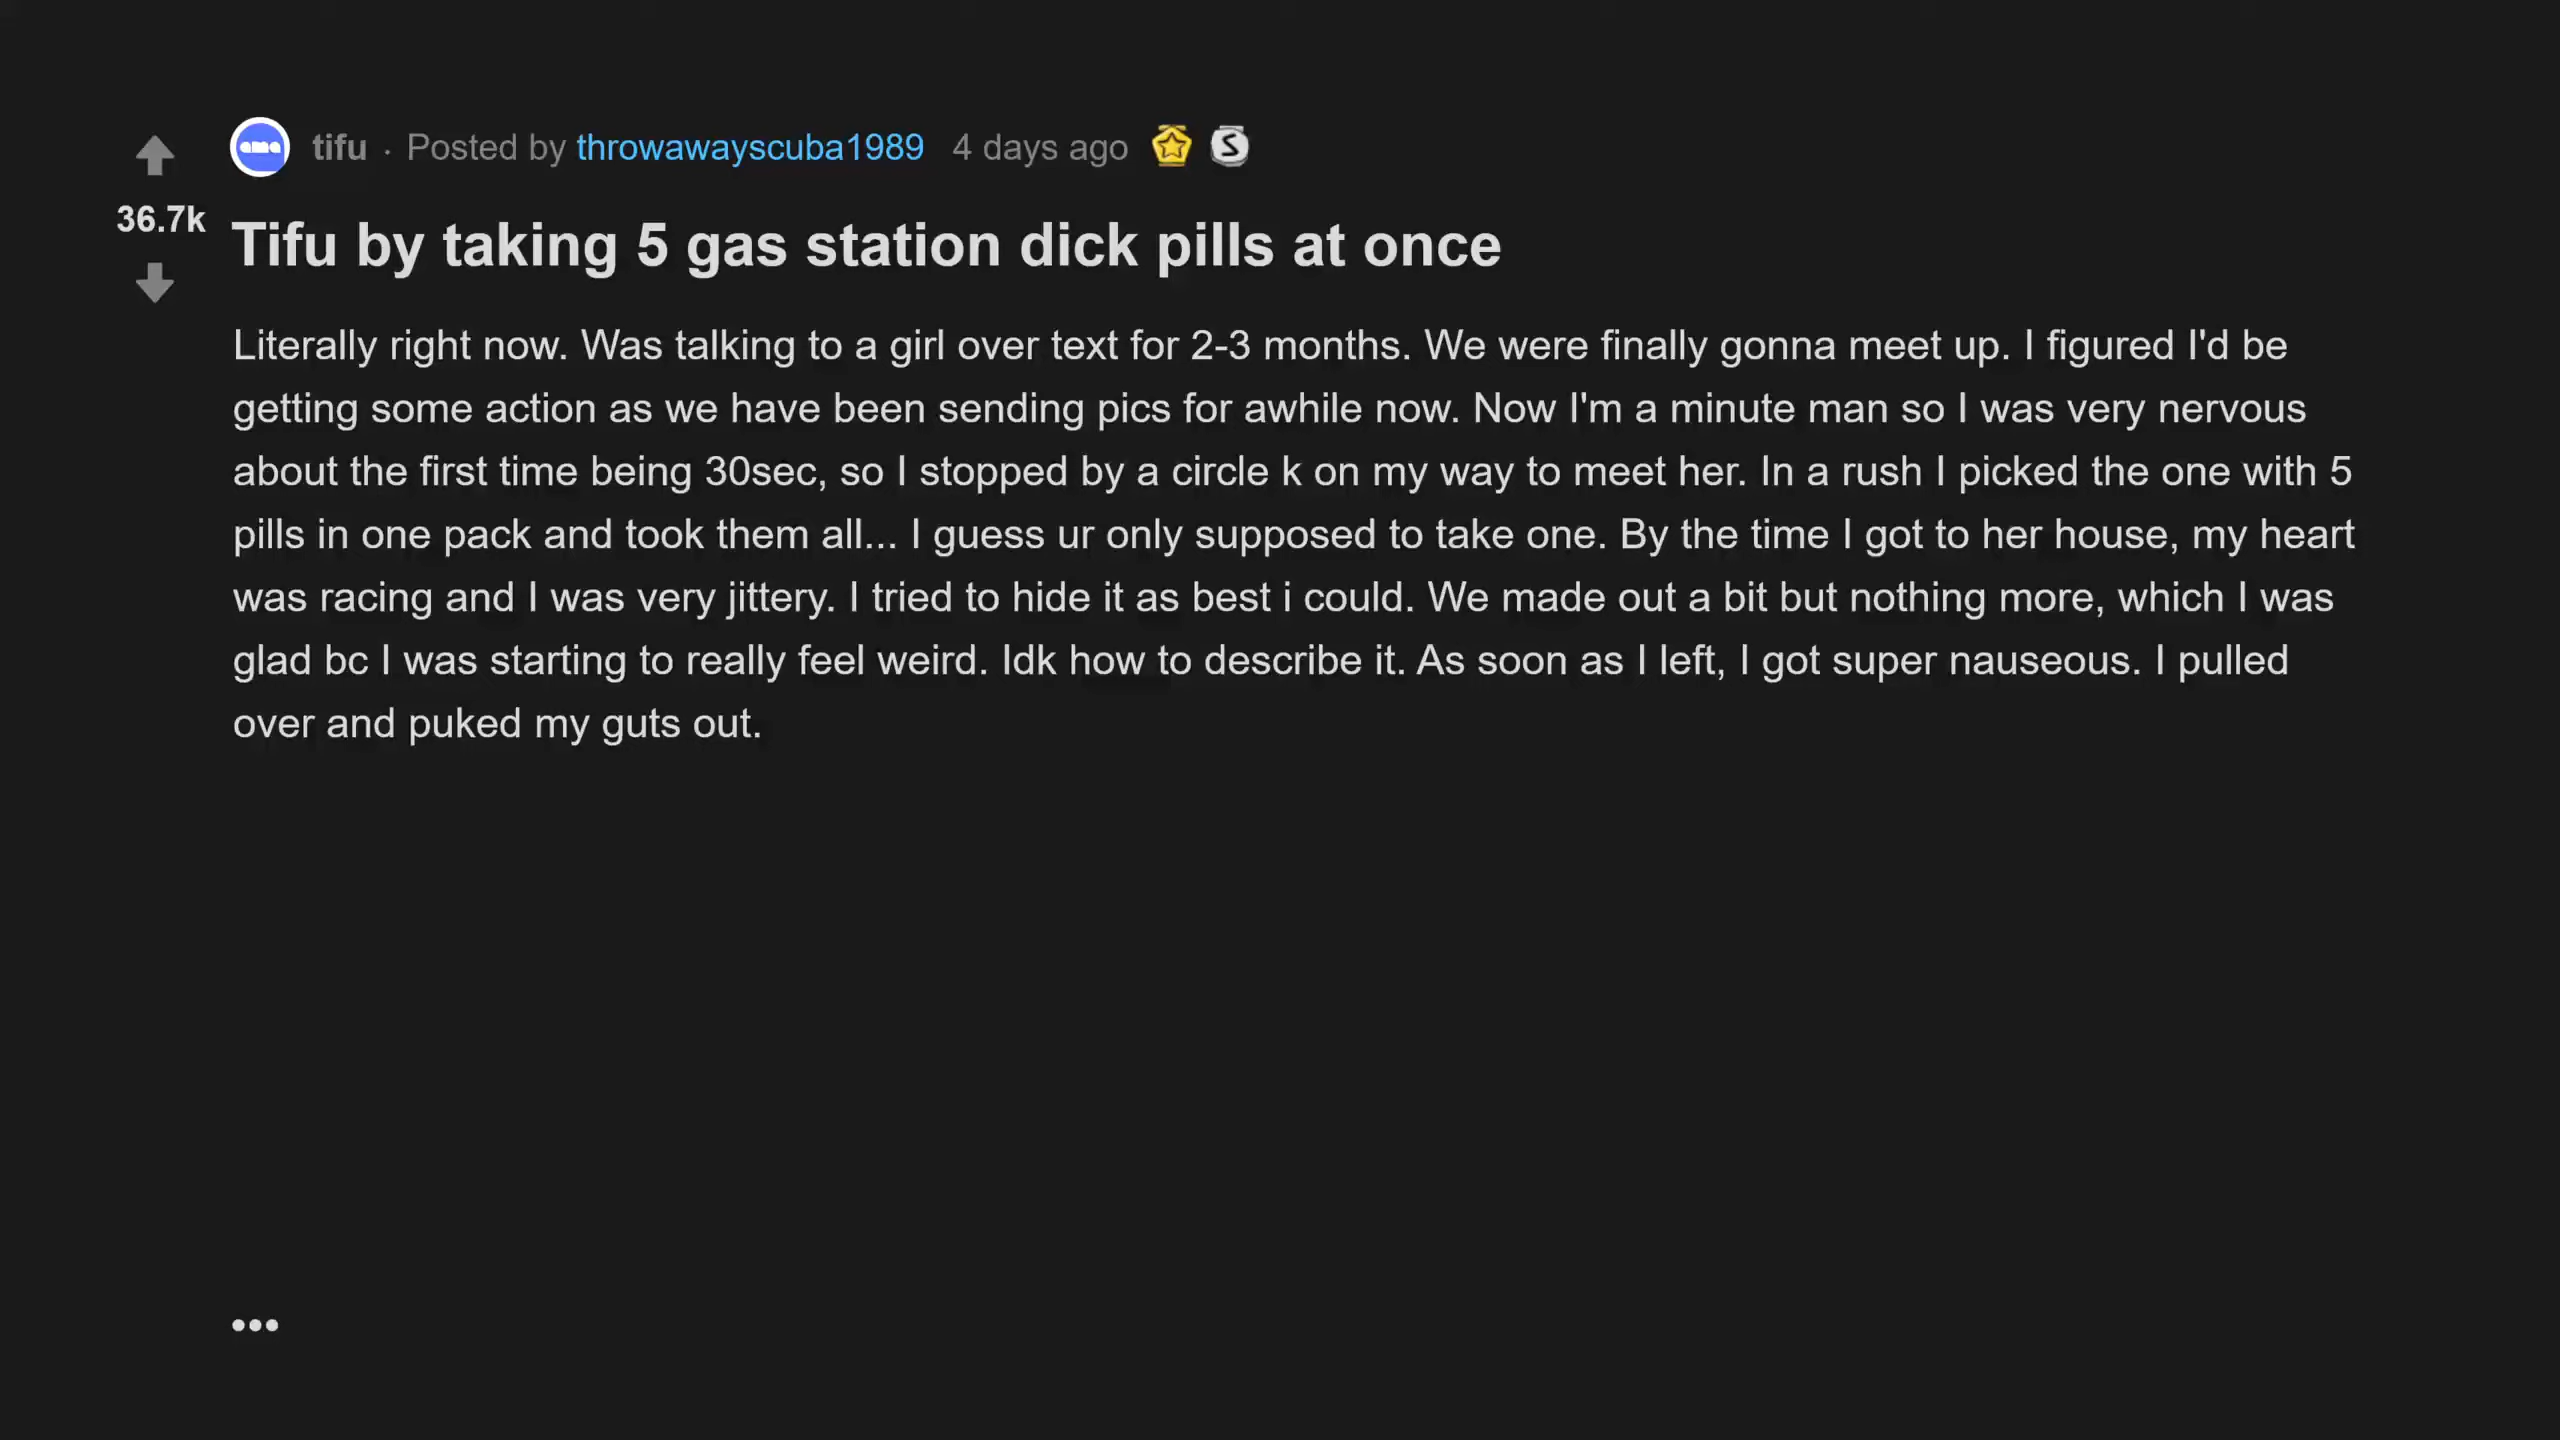 tifu · Posted by throwawayscuba1989 4 days ago
36.7k
Tifu by taking 5 gas station dick pills at once
Literally right now. Was talking to a girl over text for 2-3 months. We were finally gonna meet up. I figured I'd be
getting some action as we have been sending pics for awhile now. Now I'm a minute man so I was very nervous
about the first time being 30sec, so I stopped by a circle k on my way to meet her. In a rush I picked the one with 5
pills in one pack and took them all... I guess ur only supposed to take one. By the time I got to her house, my heart
was racing and I was very jittery. I tried to hide it as best i could. We made out a bit but nothing more, which I was
glad bc I was starting to really feel weird. Idk how to describe it. As soon as I left, I got super nauseous. I pulled
over and puked my guts out.